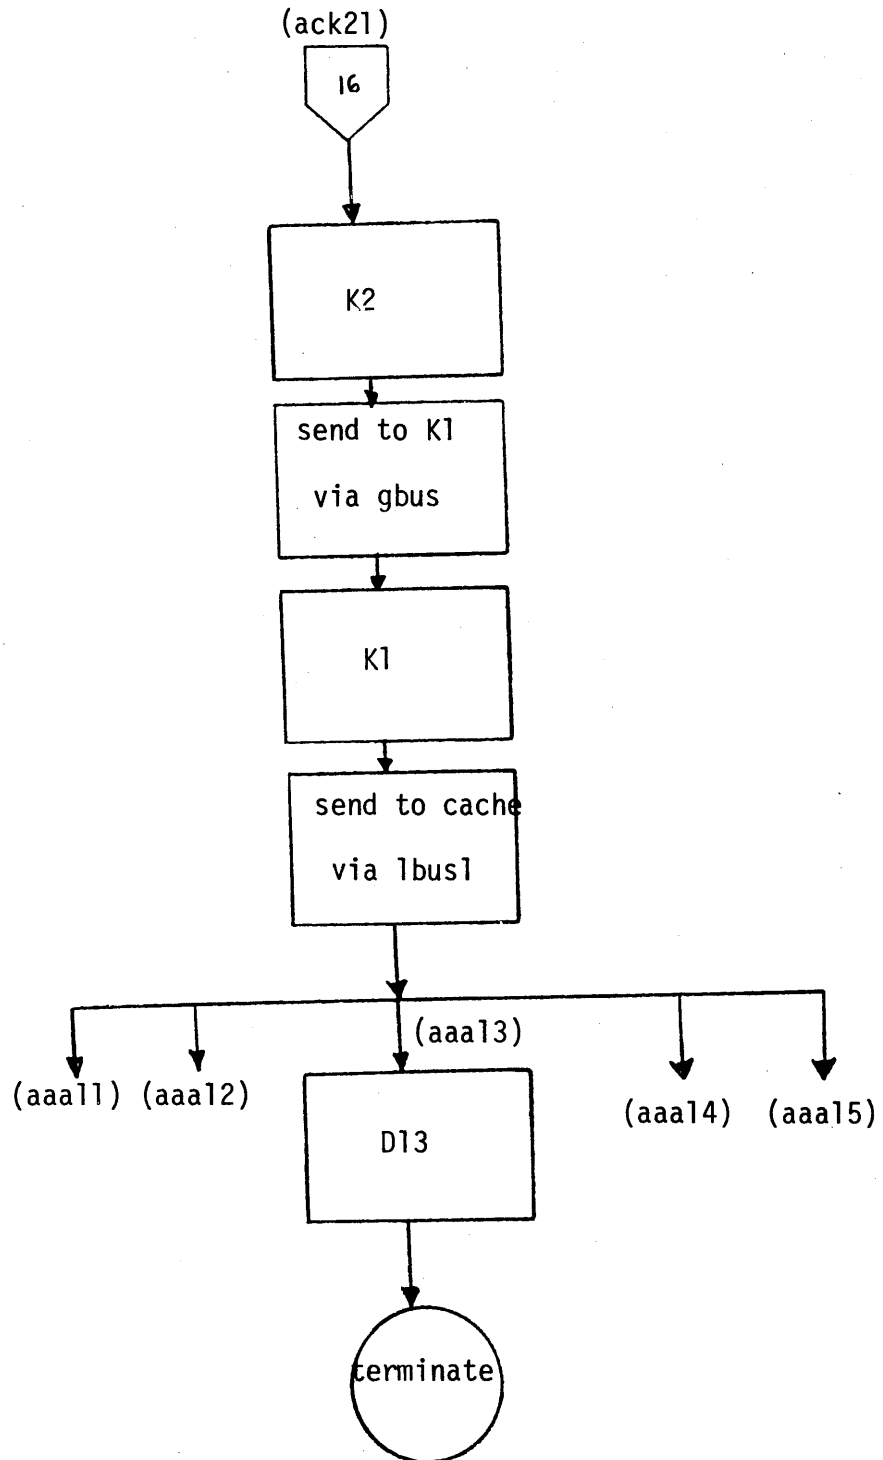 (ack21)
16
K2
send to K1
via gbus
K1
send to cache
via lbus1
(aaa13)
(aaa11) (aaa12)
(aaa14) (aaa15)
D13
terminate